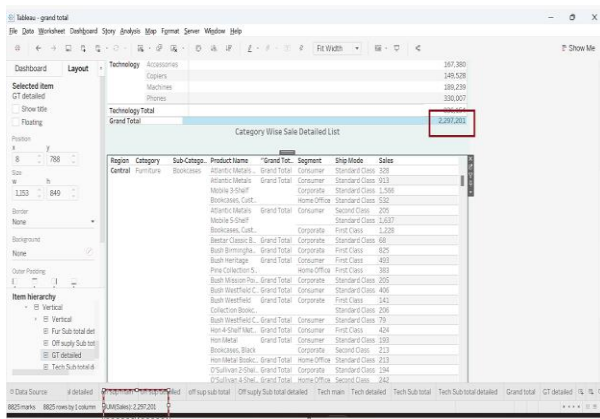 Tableau - grand total
File Data Worksheet Dashboard Story Analysis Map Format Server Window Help
Fit Width
Show Me
Dashboard Layout
Selected item
GT detailed
Show title
Floating
Position
x y
8 788
Size
w h
1,153 849
Border
None
Background
None
Outer Padding
Item hierarchy
Vertical
Vertical
Fur Sub total det
Off suply Sub tot
GT detailed
Tech Sub total d
Technology Accessories 167,380
Copiers 149,528
Machines 189,239
Phones 330,007
Technology Total
Grand Total 2,297,201
Category Wise Sale Detailed List
Region Category Sub-Catego.. Product Name "Grand Tot.. Segment Ship Mode Sales
Central Furniture Bookcases Atlantic Metals .. Grand Total Consumer Standard Class 328
Atlantic Metals Grand Total Consumer Standard Class 913
Mobile 3-Shelf Corporate Standard Class 1,566
Bookcases, Cust.. Home Office Standard Class 532
Atlantic Metals Grand Total Consumer Second Class 205
Mobile 5-Shelf Standard Class 1,637
Bookcases, Cust.. Corporate First Class 1,228
Bestar Classic B.. Grand Total Corporate Standard Class 68
Bush Birmingha.. Grand Total Corporate First Class 825
Bush Heritage Grand Total Consumer First Class 493
Pine Collection 5.. Home Office First Class 383
Bush Mission Poi.. Grand Total Corporate Standard Class 205
Bush Westfield C.. Grand Total Consumer Standard Class 406
Bush Westfield Grand Total Corporate First Class 141
Collection Bookc.. Standard Class 206
Bush Westfield C.. Grand Total Consumer Standard Class 79
Hon 4-Shelf Met.. Grand Total Consumer First Class 424
Hon Metal Grand Total Consumer Standard Class 193
Bookcases, Black Corporate Second Class 213
Hon Metal Bookc.. Grand Total Home Office Standard Class 213
O'Sullivan 2-Shel.. Grand Total Corporate Standard Class 194
O'Sullivan 4-Shel.. Grand Total Home Office Second Class 242
Data Source detailed off sup sub total Off suply Sub total detailed Tech main Tech detailed Tech Sub total Tech Sub total detailed Grand total GT detailed
8825 marks 8825 rows by 1 column SUM(Sales): 2,297,201